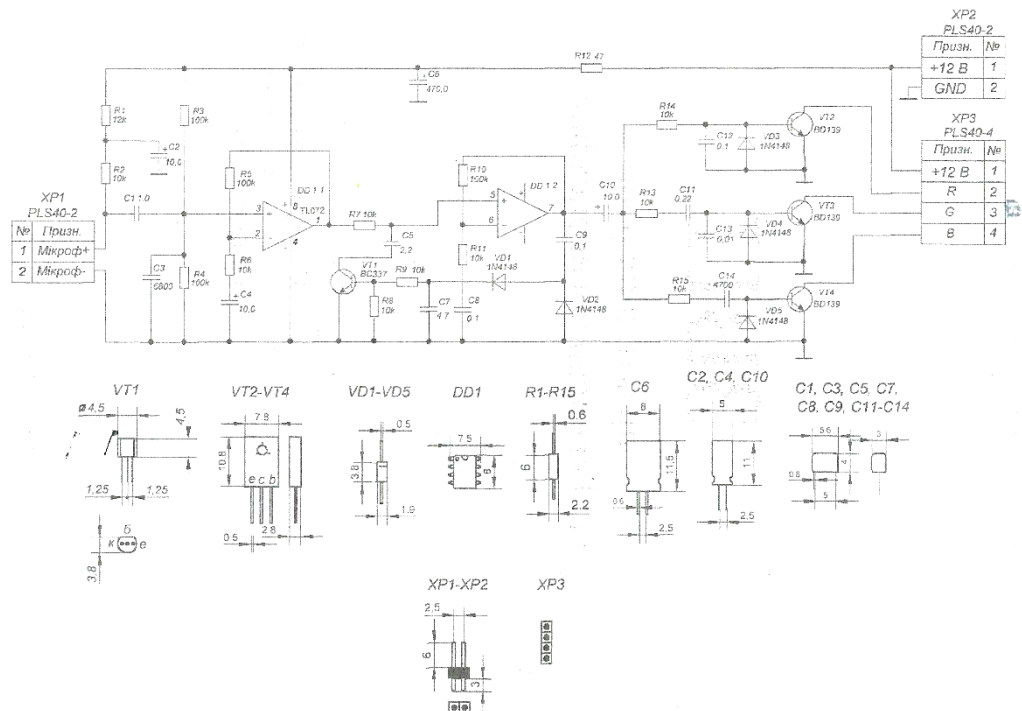 XP2
PLS40-2
Призн. №
+12 В 1
GND 2
XP3
PLS40-4
Призн. №
+12 В 1
R 2
G 3
B 4
XP1
PLS40-2
№ Призн.
1 Мікроф+
2 Мікроф-
R1
12k
R2
10k
R3
100k
C2
10,0
C1 1,0
C3
6800
R4
100k
R5
100k
R6
10k
C4
10,0
DD1.1
TL072
3
2
8
4
1
C6
470,0
R12 47
R7 10k
C5
2,2
VT1
BC337
R9 10k
R8
10k
C7
4,7
R10
100k
R11
10k
C8
0,1
VD1
1N4148
DD1.2
5
6
7
C9
0,1
VD2
1N4148
C10
10,0
R14
10k
C12
0,1
VD3
1N4148
VT2
BD139
R13
10k
C11
0,22
C13
0,01
VD4
1N4148
VT3
BD139
R15
10k
C14
4700
VD5
1N4148
VT4
BD139
VT1
ø4,5
4,5
1,25 1,25
б
к е
3,8
VT2-VT4
7,8
10,8
e c b
0,5
2,8
VD1-VD5
0,5
3,8
1,9
DD1
7,5
6
R1-R15
0.6
6
2.2
C6
8
11,5
0,6
2,5
C2, C4, C10
5
11
2,5
C1, C3, C5, C7,
C8, C9, C11-C14
5,6
3
4
0,6
5
XP1-XP2
2,5
6
3
XP3